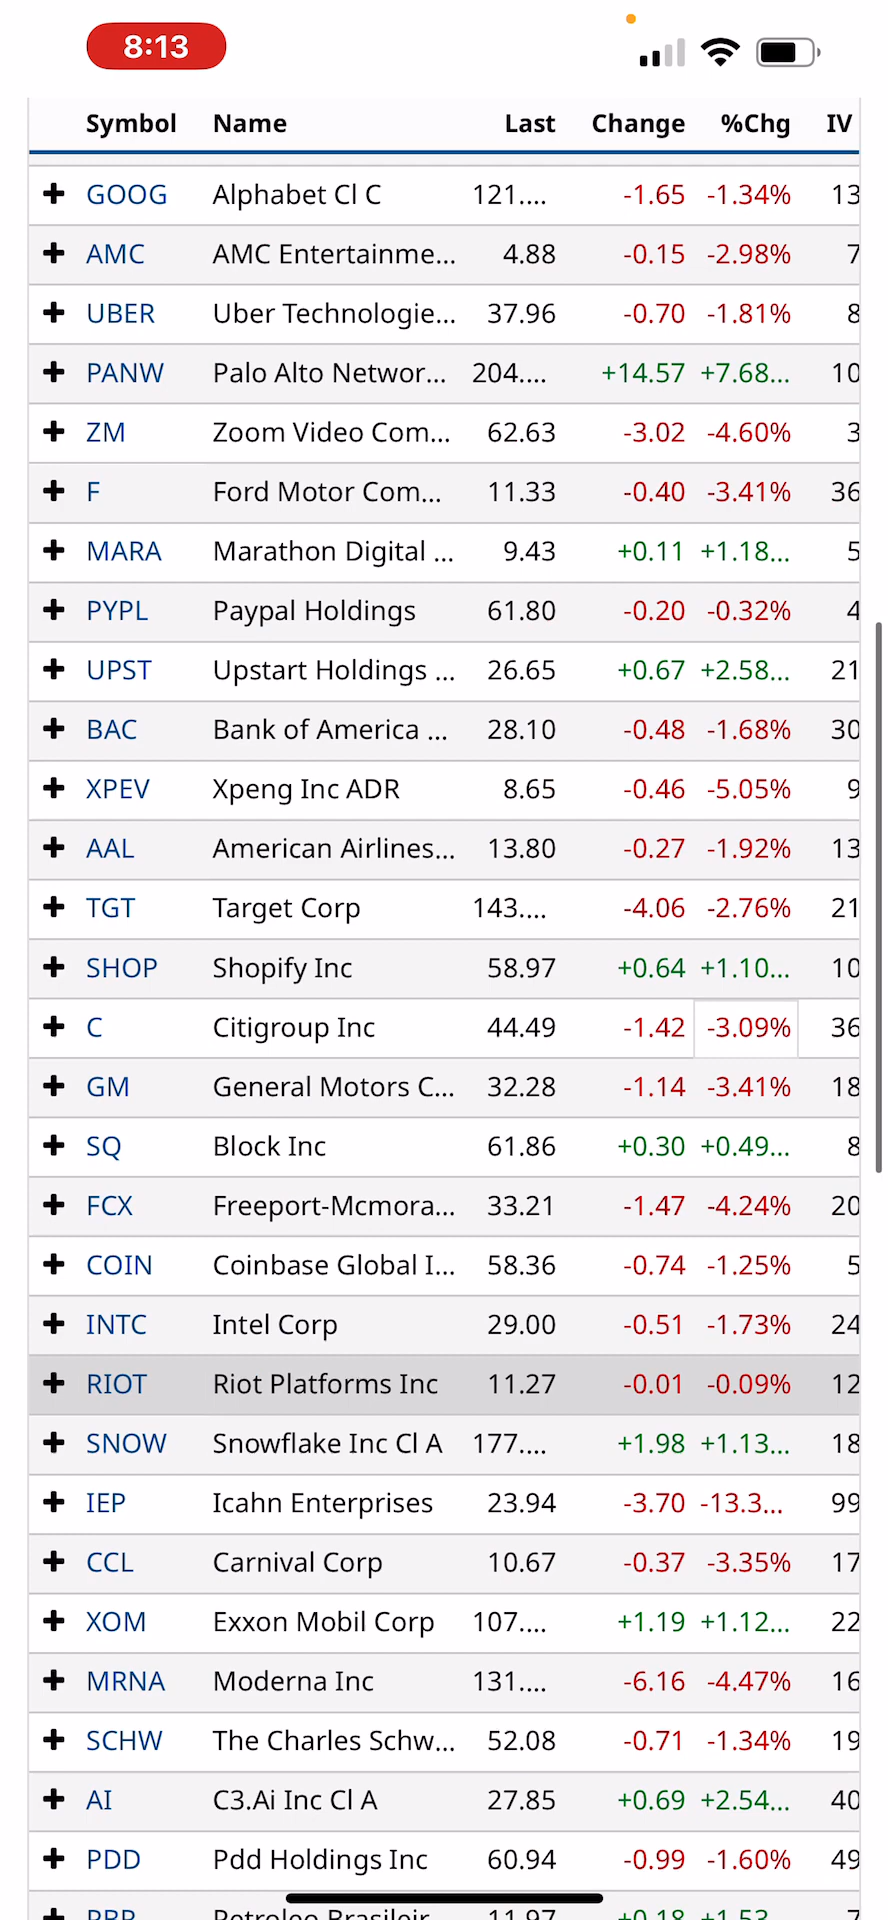 8:13
Symbol Name Last Change %Chg IV
+ GOOG Alphabet Cl C 121.... -1.65 -1.34% 13
+ AMC AMC Entertainme... 4.88 -0.15 -2.98% 7
+ UBER Uber Technologie... 37.96 -0.70 -1.81% 8
+ PANW Palo Alto Networ... 204.... +14.57 +7.68... 10
+ ZM Zoom Video Com... 62.63 -3.02 -4.60% 3
+ F Ford Motor Com... 11.33 -0.40 -3.41% 36
+ MARA Marathon Digital ... 9.43 +0.11 +1.18... 5
+ PYPL Paypal Holdings 61.80 -0.20 -0.32% 4
+ UPST Upstart Holdings ... 26.65 +0.67 +2.58... 21
+ BAC Bank of America ... 28.10 -0.48 -1.68% 30
+ XPEV Xpeng Inc ADR 8.65 -0.46 -5.05% 9
+ AAL American Airlines... 13.80 -0.27 -1.92% 13
+ TGT Target Corp 143.... -4.06 -2.76% 21
+ SHOP Shopify Inc 58.97 +0.64 +1.10... 10
+ C Citigroup Inc 44.49 -1.42 -3.09% 36
+ GM General Motors C... 32.28 -1.14 -3.41% 18
+ SQ Block Inc 61.86 +0.30 +0.49... 8
+ FCX Freeport-Mcmora... 33.21 -1.47 -4.24% 20
+ COIN Coinbase Global I... 58.36 -0.74 -1.25% 5
+ INTC Intel Corp 29.00 -0.51 -1.73% 24
+ RIOT Riot Platforms Inc 11.27 -0.01 -0.09% 12
+ SNOW Snowflake Inc Cl A 177.... +1.98 +1.13... 18
+ IEP Icahn Enterprises 23.94 -3.70 -13.3... 99
+ CCL Carnival Corp 10.67 -0.37 -3.35% 17
+ XOM Exxon Mobil Corp 107.... +1.19 +1.12... 22
+ MRNA Moderna Inc 131.... -6.16 -4.47% 16
+ SCHW The Charles Schw... 52.08 -0.71 -1.34% 19
+ AI C3.Ai Inc Cl A 27.85 +0.69 +2.54... 40
+ PDD Pdd Holdings Inc 60.94 -0.99 -1.60% 49
+ PBR Petroleo Brasileir... 11.97 +0.18 +1.53...